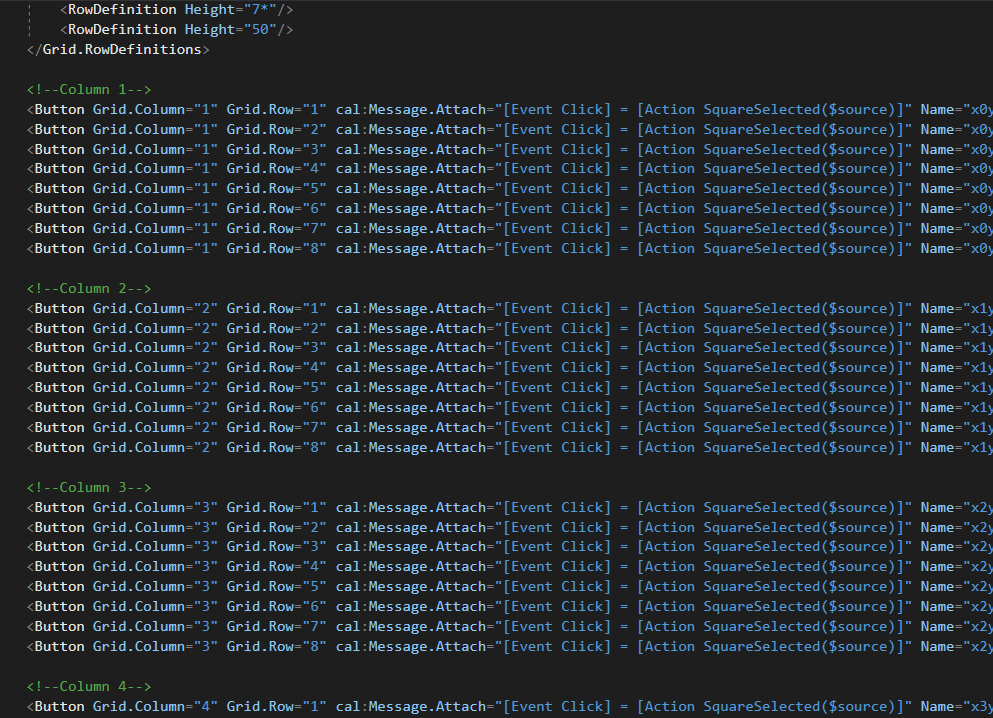 <RowDefinition Height="7*"/>
<RowDefinition Height="50"/>
</Grid.RowDefinitions>
<!--Column 1-->
<Button Grid.Column="1" Grid.Row="1" cal:Message.Attach="[Event Click] = [Action SquareSelected($source)]" Name="x0y
<Button Grid.Column="1" Grid.Row="2" cal:Message.Attach="[Event Click] = [Action SquareSelected($source)]" Name="x0y
<Button Grid.Column="1" Grid.Row="3" cal:Message.Attach="[Event Click] = [Action SquareSelected($source)]" Name="x0y
<Button Grid.Column="1" Grid.Row="4" cal:Message.Attach="[Event Click] = [Action SquareSelected($source)]" Name="x0y
<Button Grid.Column="1" Grid.Row="5" cal:Message.Attach="[Event Click] = [Action SquareSelected($source)]" Name="x0y
<Button Grid.Column="1" Grid.Row="6" cal:Message.Attach="[Event Click] = [Action SquareSelected($source)]" Name="x0y
<Button Grid.Column="1" Grid.Row="7" cal:Message.Attach="[Event Click] = [Action SquareSelected($source)]" Name="x0y
<Button Grid.Column="1" Grid.Row="8" cal:Message.Attach="[Event Click] = [Action SquareSelected($source)]" Name="x0y
<!--Column 2-->
<Button Grid.Column="2" Grid.Row="1" cal:Message.Attach="[Event Click] = [Action SquareSelected($source)]" Name="x1y
<Button Grid.Column="2" Grid.Row="2" cal:Message.Attach="[Event Click] = [Action SquareSelected($source)]" Name="x1y
<Button Grid.Column="2" Grid.Row="3" cal:Message.Attach="[Event Click] = [Action SquareSelected($source)]" Name="x1y
<Button Grid.Column="2" Grid.Row="4" cal:Message.Attach="[Event Click] = [Action SquareSelected($source)]" Name="x1y
<Button Grid.Column="2" Grid.Row="5" cal:Message.Attach="[Event Click] = [Action SquareSelected($source)]" Name="x1y
<Button Grid.Column="2" Grid.Row="6" cal:Message.Attach="[Event Click] = [Action SquareSelected($source)]" Name="x1y
<Button Grid.Column="2" Grid.Row="7" cal:Message.Attach="[Event Click] = [Action SquareSelected($source)]" Name="x1y
<Button Grid.Column="2" Grid.Row="8" cal:Message.Attach="[Event Click] = [Action SquareSelected($source)]" Name="x1y
<!--Column 3-->
<Button Grid.Column="3" Grid.Row="1" cal:Message.Attach="[Event Click] = [Action SquareSelected($source)]" Name="x2y
<Button Grid.Column="3" Grid.Row="2" cal:Message.Attach="[Event Click] = [Action SquareSelected($source)]" Name="x2y
<Button Grid.Column="3" Grid.Row="3" cal:Message.Attach="[Event Click] = [Action SquareSelected($source)]" Name="x2y
<Button Grid.Column="3" Grid.Row="4" cal:Message.Attach="[Event Click] = [Action SquareSelected($source)]" Name="x2y
<Button Grid.Column="3" Grid.Row="5" cal:Message.Attach="[Event Click] = [Action SquareSelected($source)]" Name="x2y
<Button Grid.Column="3" Grid.Row="6" cal:Message.Attach="[Event Click] = [Action SquareSelected($source)]" Name="x2y
<Button Grid.Column="3" Grid.Row="7" cal:Message.Attach="[Event Click] = [Action SquareSelected($source)]" Name="x2y
<Button Grid.Column="3" Grid.Row="8" cal:Message.Attach="[Event Click] = [Action SquareSelected($source)]" Name="x2y
<!--Column 4-->
<Button Grid.Column="4" Grid.Row="1" cal:Message.Attach="[Event Click] = [Action SquareSelected($source)]" Name="x3y